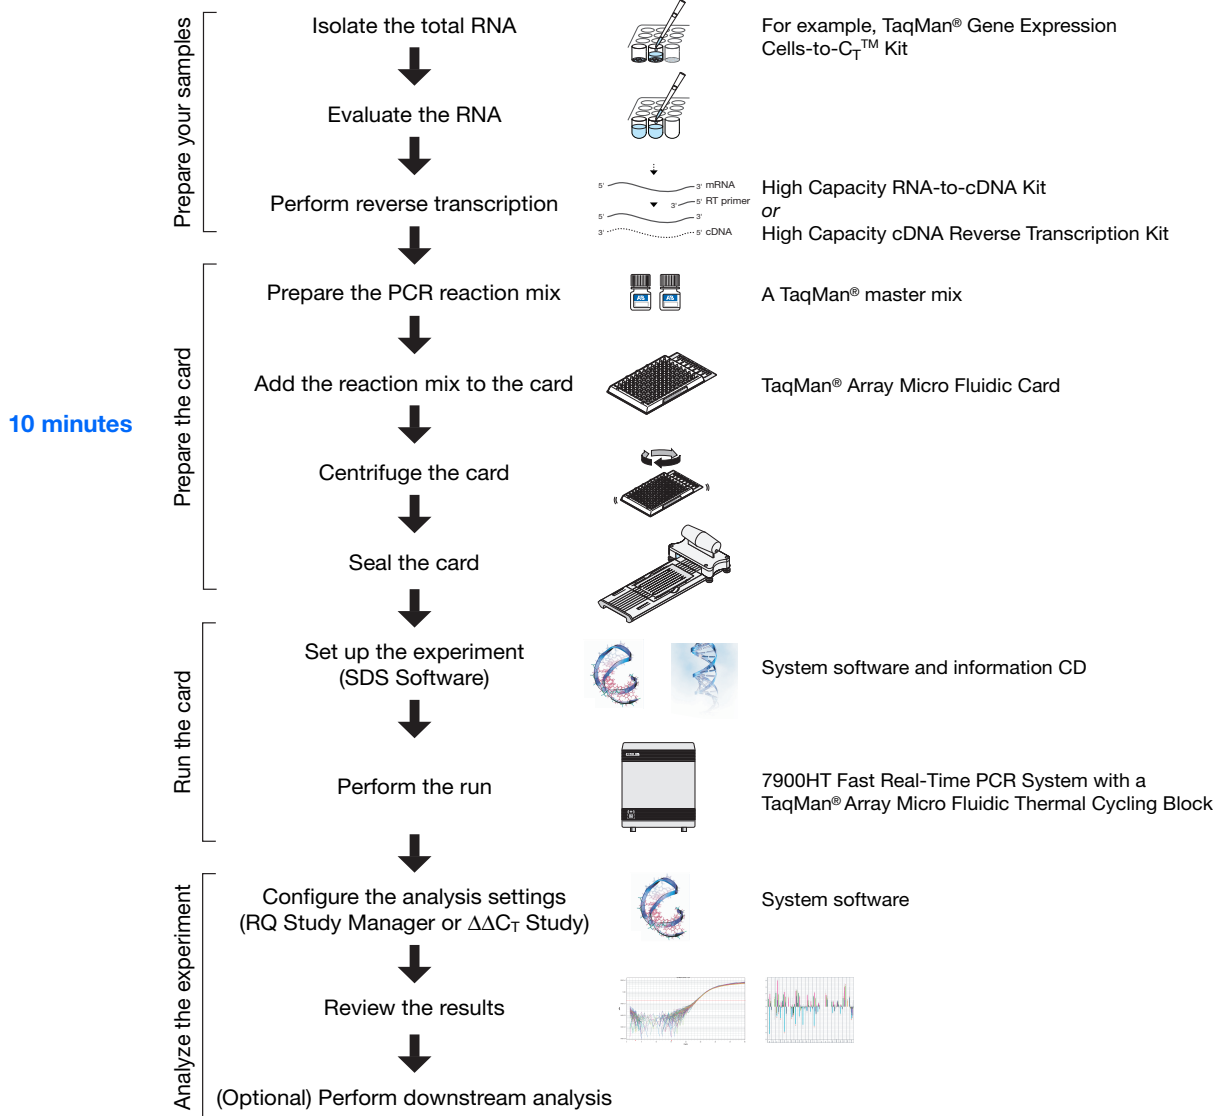 Prepare your samples
Isolate the total RNA
For example, TaqMan® Gene Expression
Cells-to-CT™ Kit
Evaluate the RNA
Perform reverse transcription
5' 3' mRNA
3' 5' RT primer
5' 3'
3' 5' cDNA
High Capacity RNA-to-cDNA Kit
or
High Capacity cDNA Reverse Transcription Kit
10 minutes
Prepare the card
Prepare the PCR reaction mix
A TaqMan® master mix
Add the reaction mix to the card
TaqMan® Array Micro Fluidic Card
Centrifuge the card
Seal the card
Run the card
Set up the experiment
(SDS Software)
System software and information CD
Perform the run
7900HT Fast Real-Time PCR System with a
TaqMan® Array Micro Fluidic Thermal Cycling Block
Analyze the experiment
Configure the analysis settings
(RQ Study Manager or ΔΔCT Study)
System software
Review the results
(Optional) Perform downstream analysis